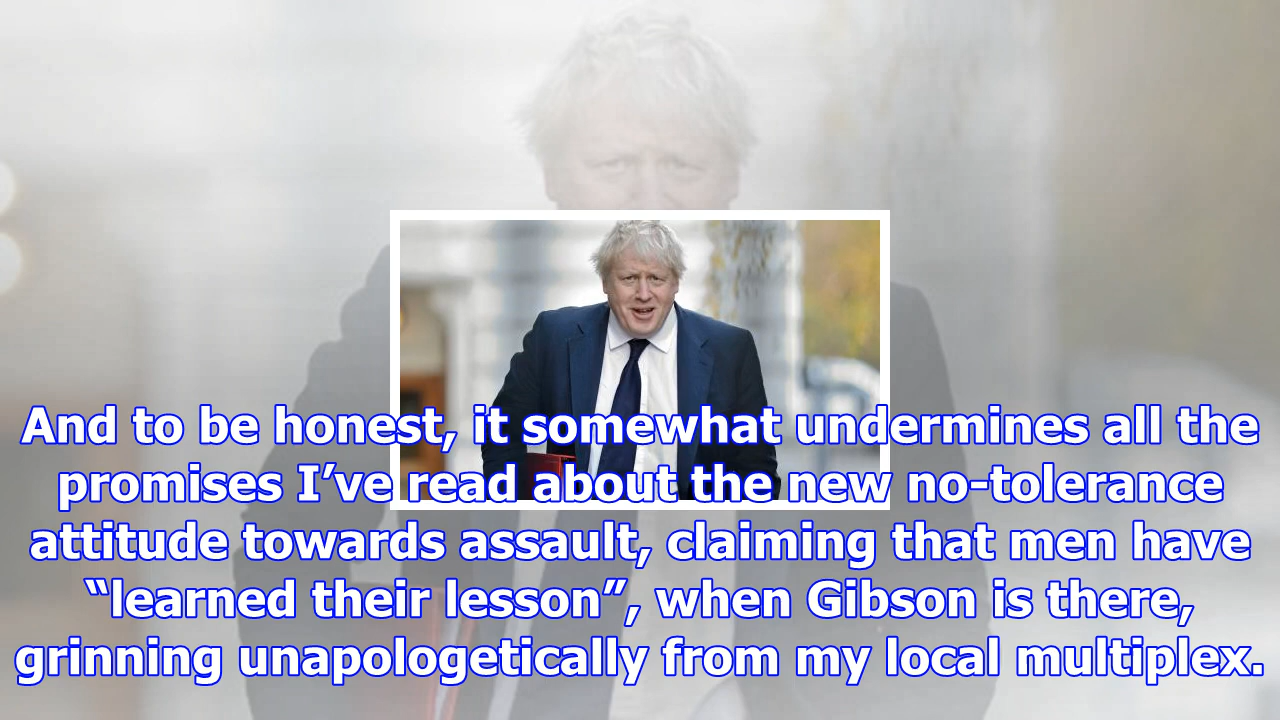 And to be honest, it somewhat undermines all the
promises I’ve read about the new no-tolerance
attitude towards assault, claiming that men have
“learned their lesson”, when Gibson is there,
grinning unapologetically from my local multiplex.